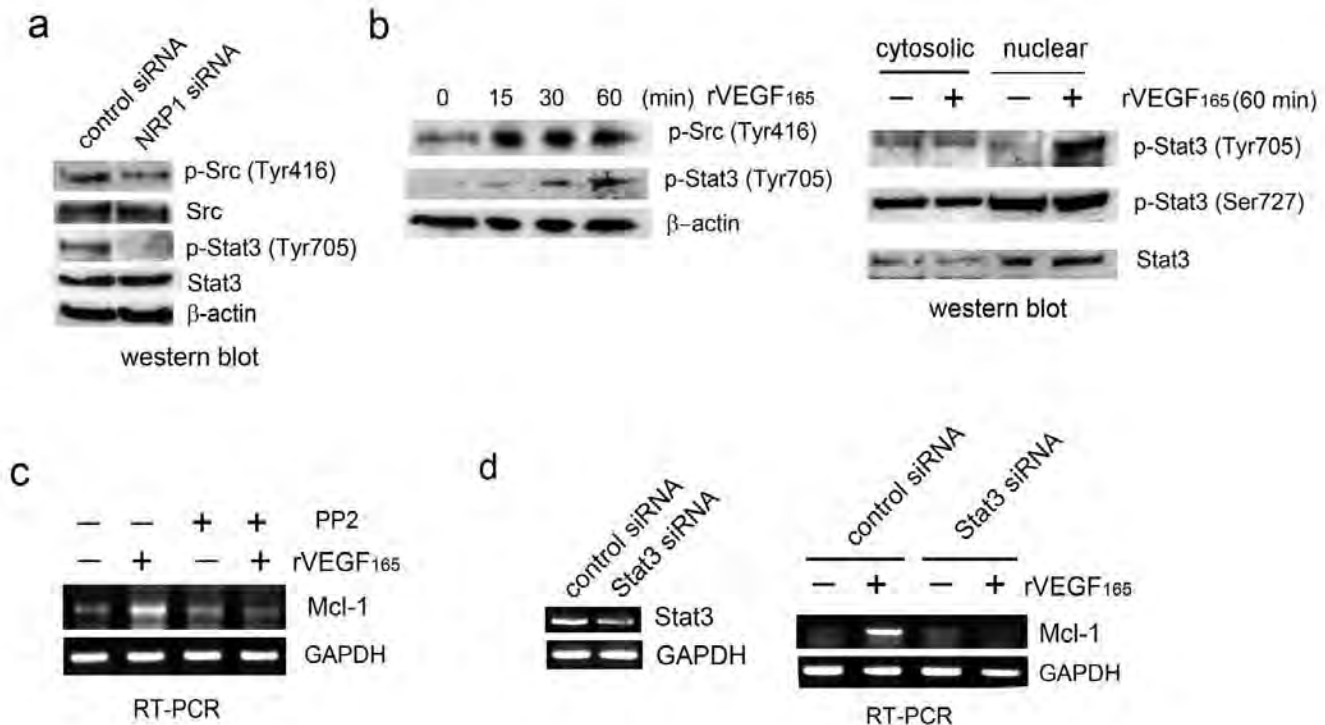 a
control siRNA
NRP1 siRNA
p-Src (Tyr416)
Src
p-Stat3 (Tyr705)
Stat3
β-actin
western blot
b
0 15 30 60 (min) rVEGF165
p-Src (Tyr416)
p-Stat3 (Tyr705)
β-actin
cytosolic nuclear
— + — + rVEGF165 (60 min)
p-Stat3 (Tyr705)
p-Stat3 (Ser727)
Stat3
western blot
c
— — + + PP2
— + — + rVEGF165
Mcl-1
GAPDH
RT-PCR
d
control siRNA
Stat3 siRNA
Stat3
GAPDH
control siRNA
Stat3 siRNA
— + — + rVEGF165
Mcl-1
GAPDH
RT-PCR